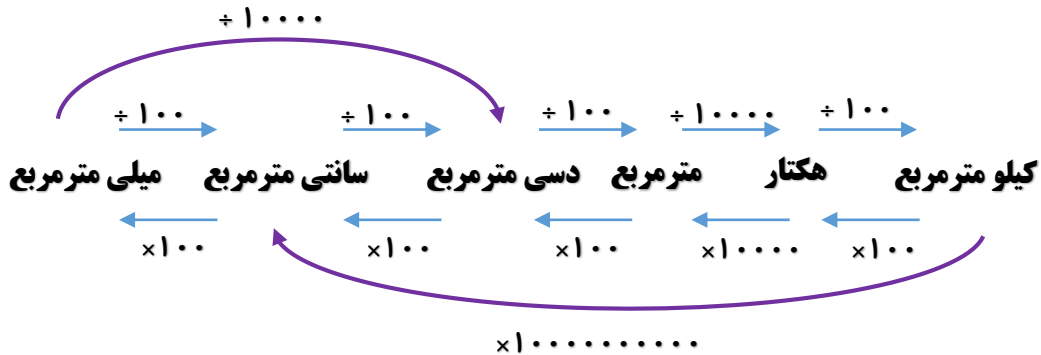 ÷ ۱۰۰۰۰
÷ ۱۰۰
÷ ۱۰۰
÷ ۱۰۰
÷ ۱۰۰۰۰
÷ ۱۰۰
میلی مترمربع
سانتی مترمربع
دسی مترمربع
مترمربع
هکتار
کیلو مترمربع
×۱۰۰
×۱۰۰
×۱۰۰
×۱۰۰۰۰
×۱۰۰
×۱۰۰۰۰۰۰۰۰۰۰